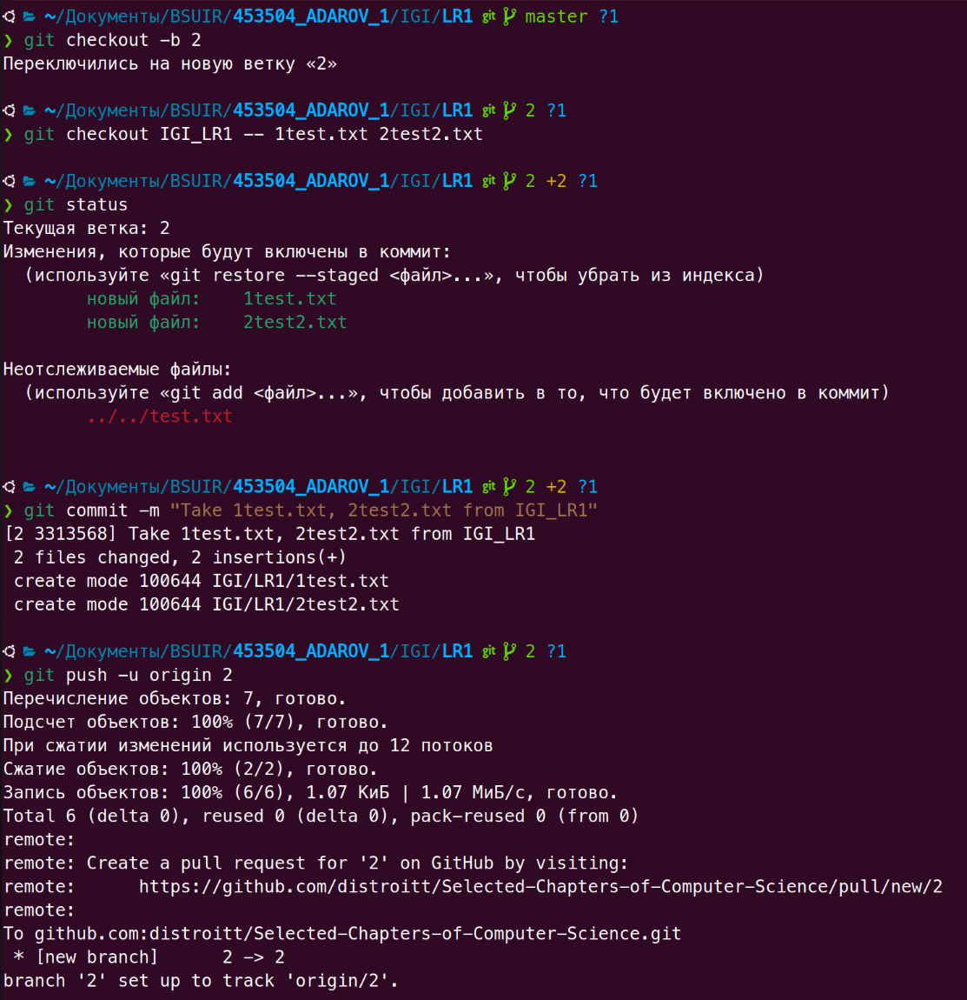 ~/Документы/BSUIR/453504_ADAROV_1/IGI/LR1 git master ?1
❯ git checkout -b 2
Переключились на новую ветку «2»
~/Документы/BSUIR/453504_ADAROV_1/IGI/LR1 git 2 ?1
❯ git checkout IGI_LR1 -- 1test.txt 2test2.txt
~/Документы/BSUIR/453504_ADAROV_1/IGI/LR1 git 2 +2 ?1
❯ git status
Текущая ветка: 2
Изменения, которые будут включены в коммит:
(используйте «git restore --staged <файл>...», чтобы убрать из индекса)
новый файл:    1test.txt
новый файл:    2test2.txt
Неотслеживаемые файлы:
(используйте «git add <файл>...», чтобы добавить в то, что будет включено в коммит)
../../test.txt
~/Документы/BSUIR/453504_ADAROV_1/IGI/LR1 git 2 +2 ?1
❯ git commit -m "Take 1test.txt, 2test2.txt from IGI_LR1"
[2 3313568] Take 1test.txt, 2test2.txt from IGI_LR1
2 files changed, 2 insertions(+)
create mode 100644 IGI/LR1/1test.txt
create mode 100644 IGI/LR1/2test2.txt
~/Документы/BSUIR/453504_ADAROV_1/IGI/LR1 git 2 ?1
❯ git push -u origin 2
Перечисление объектов: 7, готово.
Подсчет объектов: 100% (7/7), готово.
При сжатии изменений используется до 12 потоков
Сжатие объектов: 100% (2/2), готово.
Запись объектов: 100% (6/6), 1.07 КиБ | 1.07 МиБ/с, готово.
Total 6 (delta 0), reused 0 (delta 0), pack-reused 0 (from 0)
remote:
remote: Create a pull request for '2' on GitHub by visiting:
remote:      https://github.com/distroitt/Selected-Chapters-of-Computer-Science/pull/new/2
remote:
To github.com:distroitt/Selected-Chapters-of-Computer-Science.git
* [new branch]      2 -> 2
branch '2' set up to track 'origin/2'.